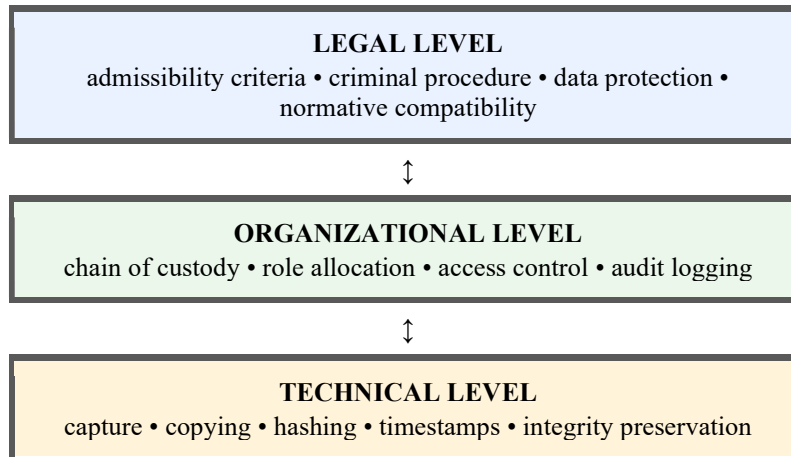 LEGAL LEVEL
admissibility criteria • criminal procedure • data protection •
normative compatibility
↕
ORGANIZATIONAL LEVEL
chain of custody • role allocation • access control • audit logging
↕
TECHNICAL LEVEL
capture • copying • hashing • timestamps • integrity preservation